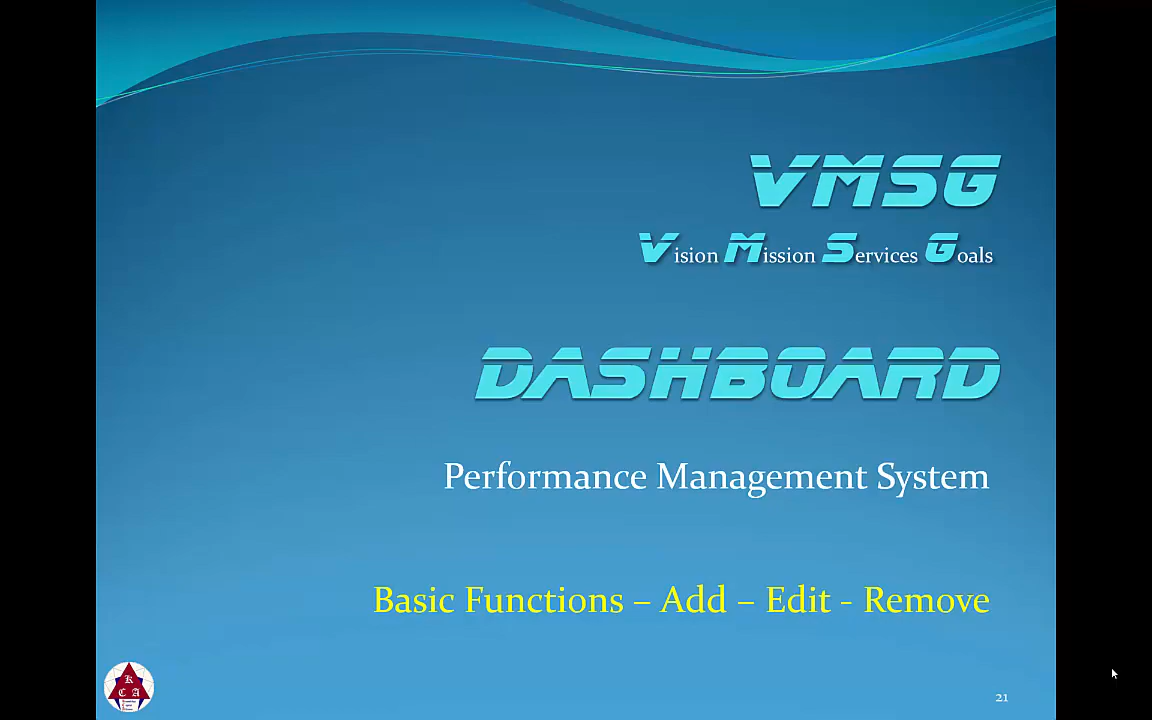 VMSG
Vision Mission Services Goals
DASHBOARD
Performance Management System
Basic Functions – Add – Edit - Remove
K
C A
21